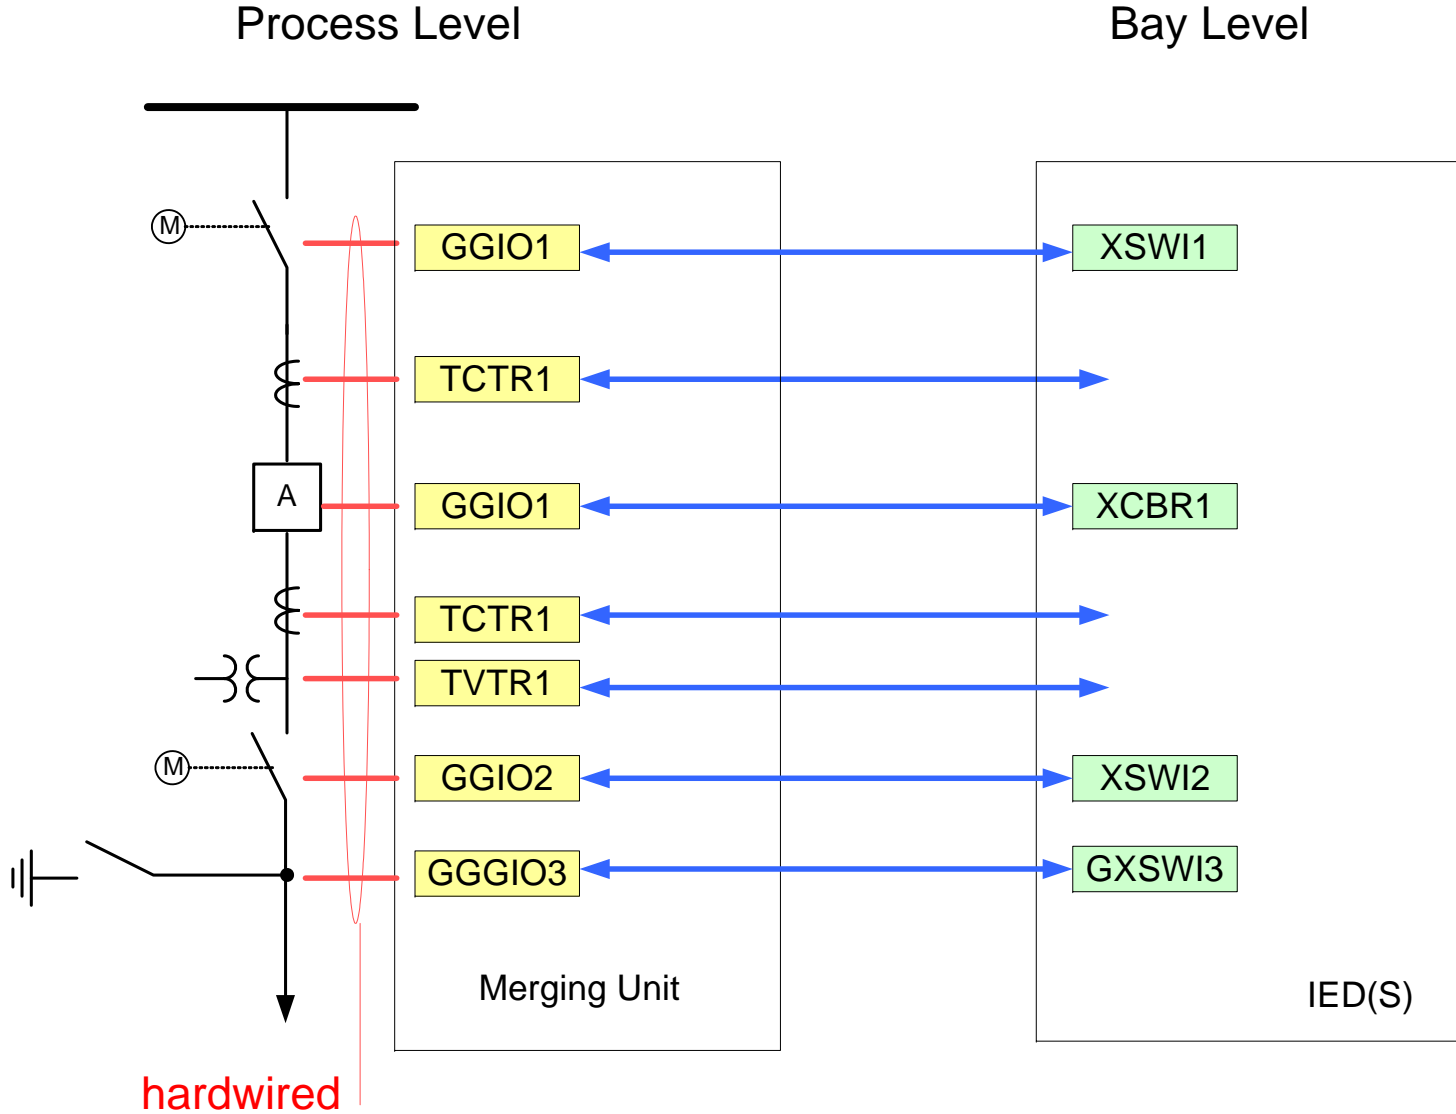 Process Level
Bay Level
M
GGIO1
XSWI1
TCTR1
A
GGIO1
XCBR1
TCTR1
TVTR1
M
GGIO2
XSWI2
GGGIO3
GXSWI3
Merging Unit
IED(S)
hardwired